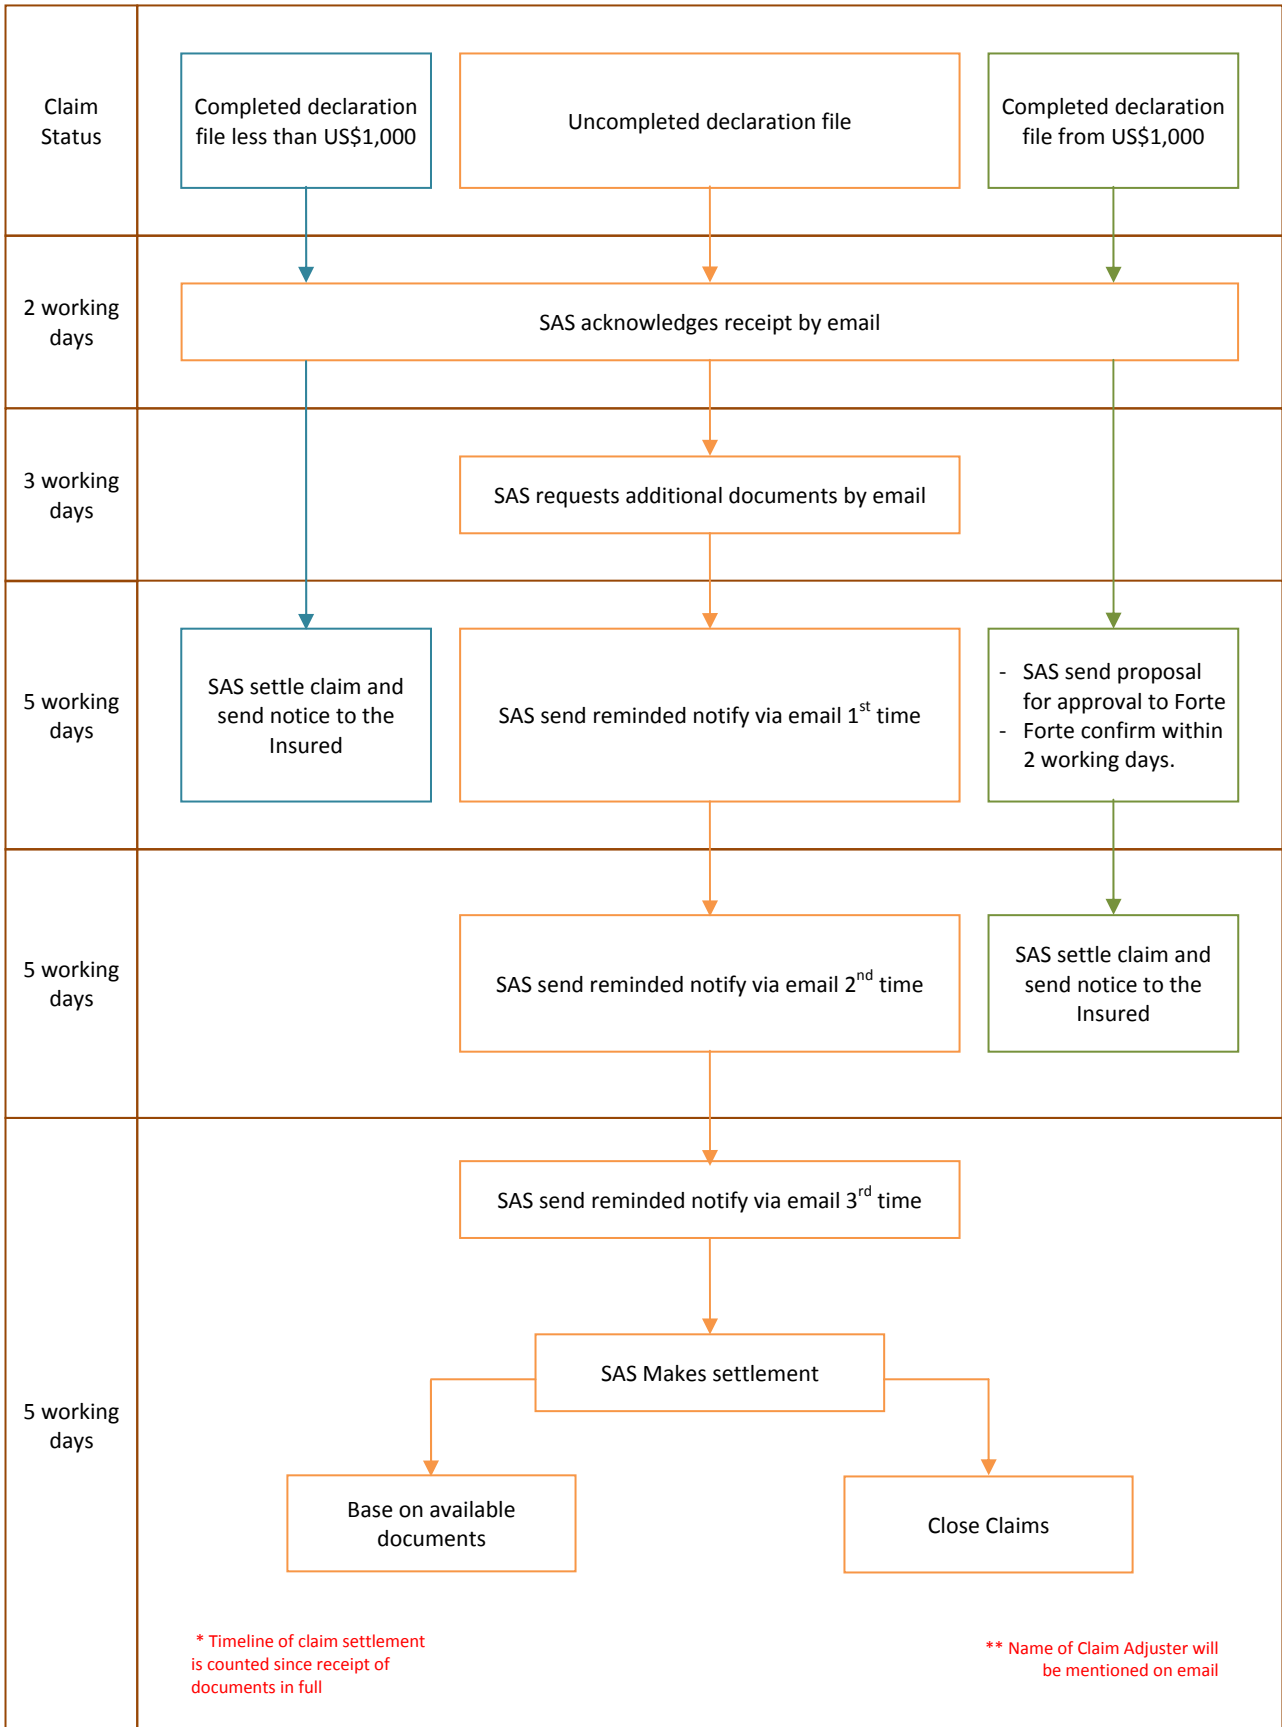 Claim
Status
Completed declaration
file less than US$1,000
Uncompleted declaration file
Completed declaration
file from US$1,000
2 working
days
SAS acknowledges receipt by email
3 working
days
SAS requests additional documents by email
5 working
days
SAS settle claim and
send notice to the
Insured
SAS send reminded notify via email 1st time
- SAS send proposal
for approval to Forte
- Forte confirm within
2 working days.
5 working
days
SAS send reminded notify via email 2nd time
SAS settle claim and
send notice to the
Insured
5 working
days
SAS send reminded notify via email 3rd time
SAS Makes settlement
Base on available
documents
Close Claims
* Timeline of claim settlement
is counted since receipt of
documents in full
** Name of Claim Adjuster will
be mentioned on email